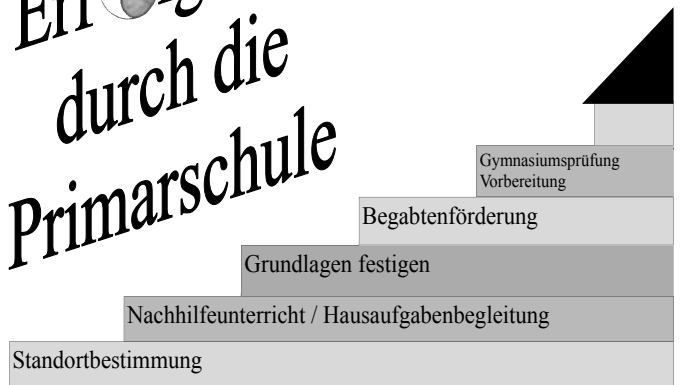 durch die
Primarschule
Gymnasiumsprüfung
Vorbereitung
Begabtenförderung
Grundlagen festigen
Nachhilfeunterricht / Hausaufgabenbegleitung
Standortbestimmung